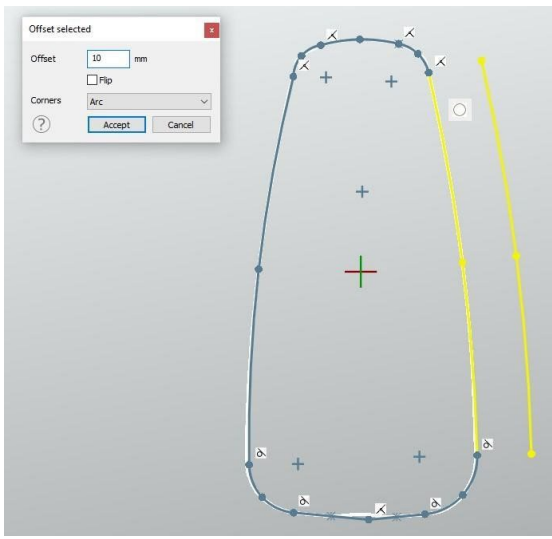 Offset selected
x
Offset 10 mm
Flip
Corners Arc
? Accept Cancel